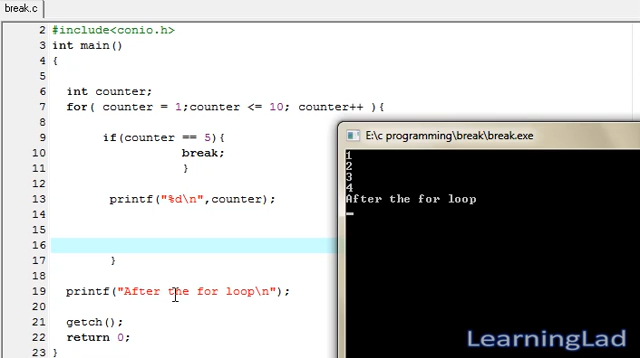 break.c
2 #include<conio.h>
3 int main()
4 {
5
6 int counter;
7 for( counter = 1;counter <= 10; counter++ ){
8
9 if(counter == 5){
10 break;
11 }
12
13 printf("%d\n",counter);
14
15
16
17 }
18
19 printf("After the for loop\n");
20
21 getch();
22 return 0;
23 }
E:\c programming\break\break.exe
1
2
3
4
After the for loop
LearningLad